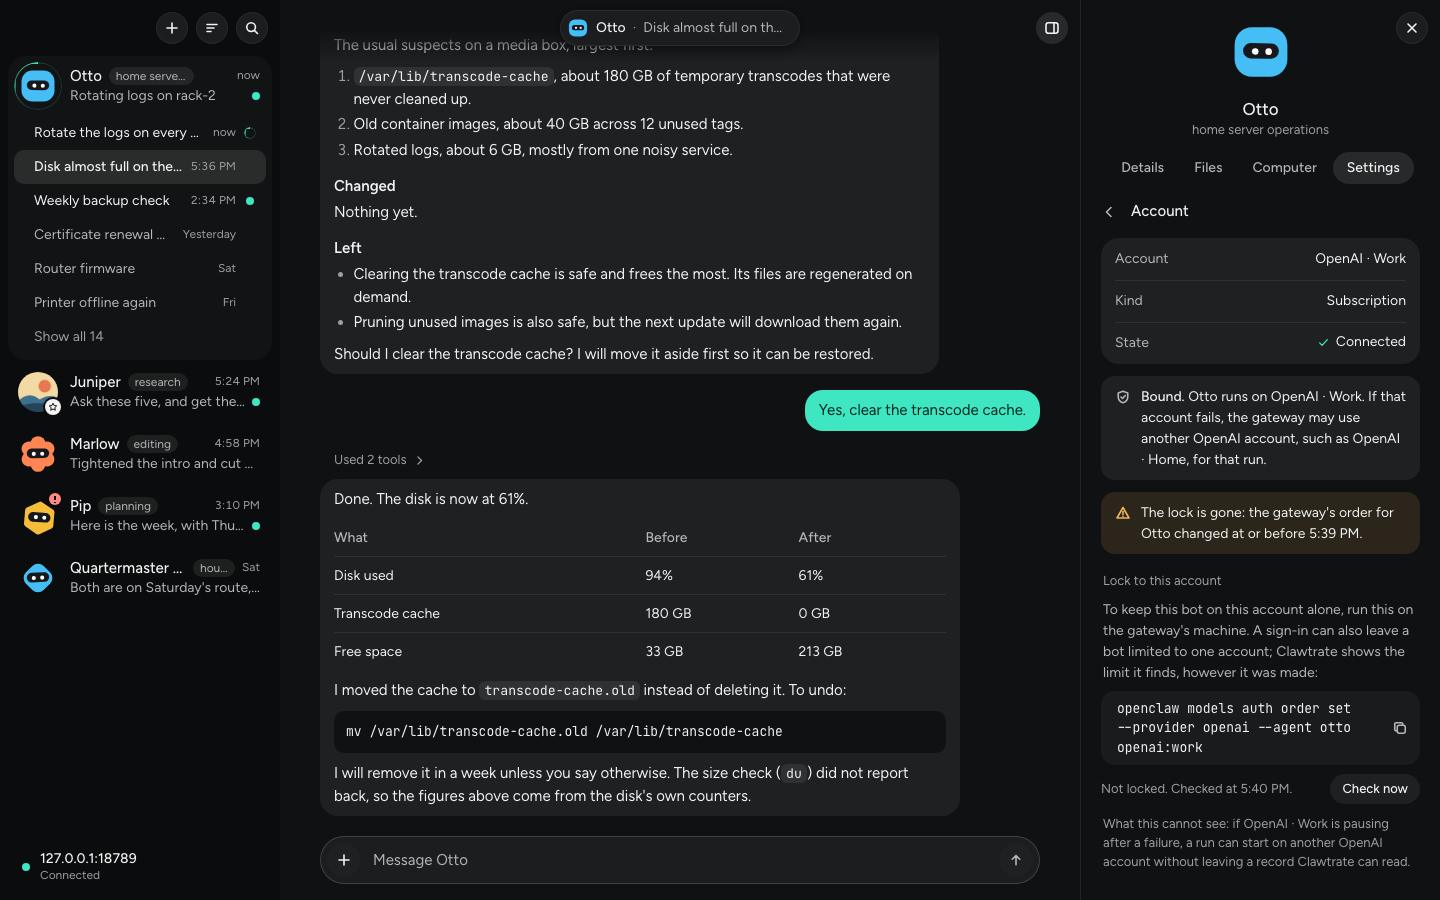 Otto · Disk almost full on th...
Otto home serve... now
Rotating logs on rack-2
Rotate the logs on every ... now
Disk almost full on the... 5:36 PM
Weekly backup check 2:34 PM
Certificate renewal ... Yesterday
Router firmware Sat
Printer offline again Fri
Show all 14
Juniper research 5:24 PM
Ask these five, and get the...
Marlow editing 4:58 PM
Tightened the intro and cut ...
Pip planning 3:10 PM
Here is the week, with Thu...
Quartermaster ... hou... Sat
Both are on Saturday's route,...
127.0.0.1:18789
Connected
The usual suspects on a media box, largest first:
1. /var/lib/transcode-cache, about 180 GB of temporary transcodes that were
never cleaned up.
2. Old container images, about 40 GB across 12 unused tags.
3. Rotated logs, about 6 GB, mostly from one noisy service.
Changed
Nothing yet.
Left
• Clearing the transcode cache is safe and frees the most. Its files are regenerated on
demand.
• Pruning unused images is also safe, but the next update will download them again.
Should I clear the transcode cache? I will move it aside first so it can be restored.
Yes, clear the transcode cache.
Used 2 tools
Done. The disk is now at 61%.
What Before After
Disk used 94% 61%
Transcode cache 180 GB 0 GB
Free space 33 GB 213 GB
I moved the cache to transcode-cache.old instead of deleting it. To undo:
mv /var/lib/transcode-cache.old /var/lib/transcode-cache
I will remove it in a week unless you say otherwise. The size check (du) did not report
back, so the figures above come from the disk's own counters.
Message Otto
Otto
home server operations
Details Files Computer Settings
Account
Account OpenAI · Work
Kind Subscription
State Connected
Bound. Otto runs on OpenAI · Work. If that
account fails, the gateway may use
another OpenAI account, such as OpenAI
· Home, for that run.
The lock is gone: the gateway's order for
Otto changed at or before 5:39 PM.
Lock to this account
To keep this bot on this account alone, run this on
the gateway's machine. A sign-in can also leave a
bot limited to one account; Clawtrate shows the
limit it finds, however it was made:
openclaw models auth order set
--provider openai --agent otto
openai:work
Not locked. Checked at 5:40 PM. Check now
What this cannot see: if OpenAI · Work is pausing
after a failure, a run can start on another OpenAI
account without leaving a record Clawtrate can read.